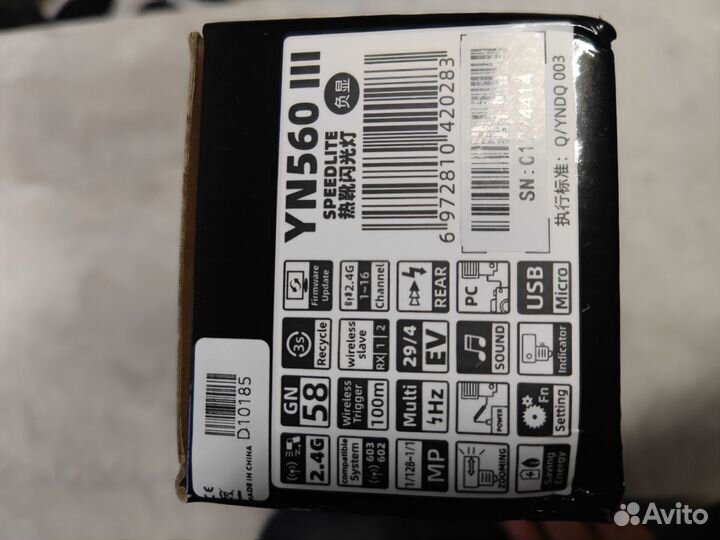 YN560 III
负显
SPEEDLITE
热靴闪光灯
6 972810 420283
执行标准: Q/YNDQ 003
Firmware
Update
2.4G
1~16
Channel
REAR
PC
USB
Micro
3S
Recycle
wireless
slave
RX 1 2
29/4
EV
SOUND
Indicator
GN
58
Wireless
Trigger
100m
Multi
Hz
POWER
Fn
Setting
2.4G
compatible
System
603
602
1/128~1/1
MP
ZOOMING
Saving
Energy
D10185
MADE IN CHINA
Avito